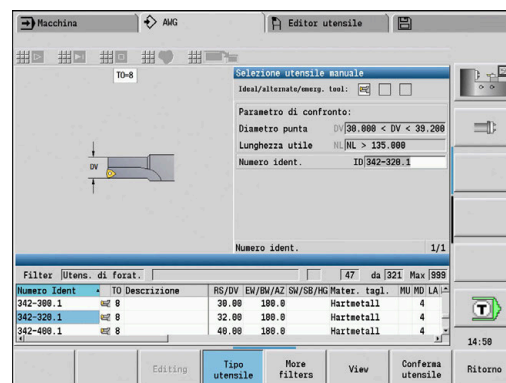 Macchina AWG Editor utensile
TO=8
Selezione utensile manuale
Ideal/alternate/emerg. tool:
Parametro di confronto:
Diametro punta DV 30.000 < DV < 39.200
Lunghezza utile NL NL > 135.000
Numero ident. ID 342-320.1
DV
Numero ident. 1/1
Filter Utens. di forat. 47 da 321 Max 999
Numero Ident TO Descrizione RS/DV EW/BW/AZ SW/SB/HG Mater. tagl. MU MD LA
342-300.1 8 30.00 180.0 Hartmetall 4
342-320.1 8 32.00 180.0 Hartmetall 4
342-400.1 8 40.00 180.0 Hartmetall 4
T
14:50
Editing Tipo utensile More filters View Conferma utensile Ritorno